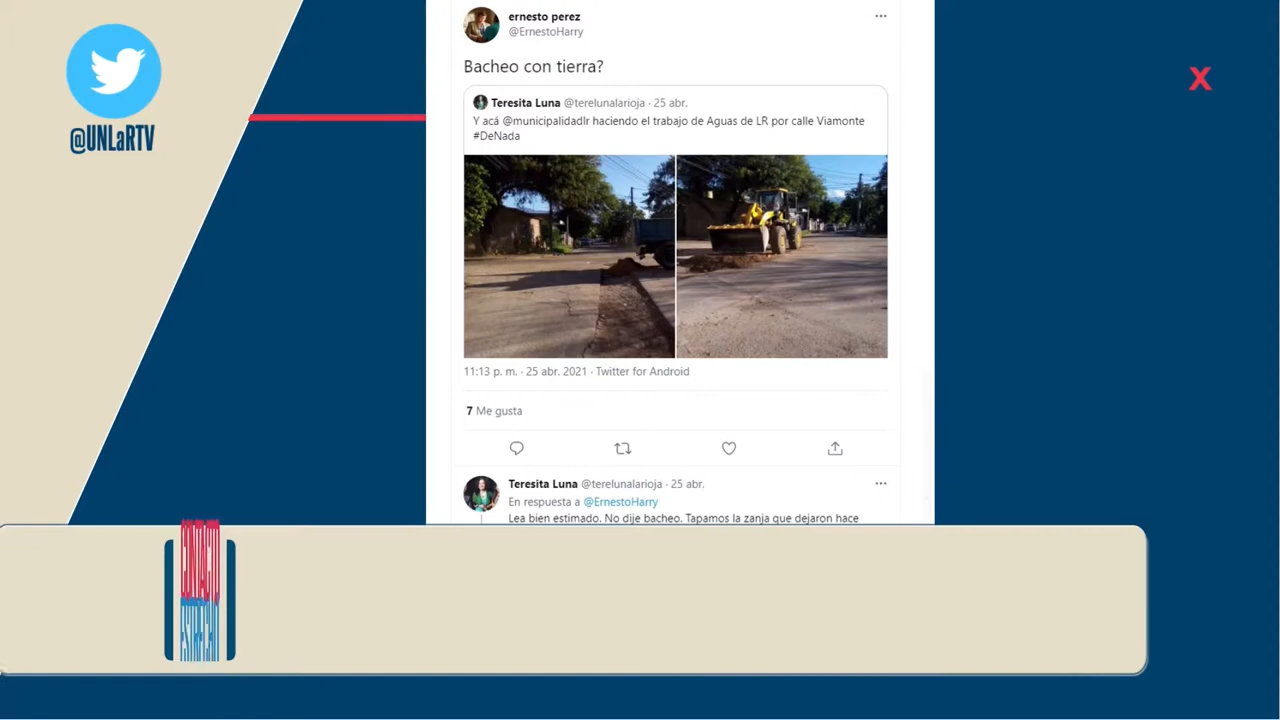 @UNLaRTV
X
ernesto perez
@ErnestoHarry
Bacheo con tierra?
Teresita Luna @terelunalarioja · 25 abr.
Y acá @municipalidadlr haciendo el trabajo de Aguas de LR por calle Viamonte
#DeNada
11:13 p. m. · 25 abr. 2021 · Twitter for Android
7 Me gusta
Teresita Luna @terelunalarioja · 25 abr.
En respuesta a @ErnestoHarry
Lea bien estimado. No dije bacheo. Tapamos la zanja que dejaron hace
CONTACTO
ESTRECHO